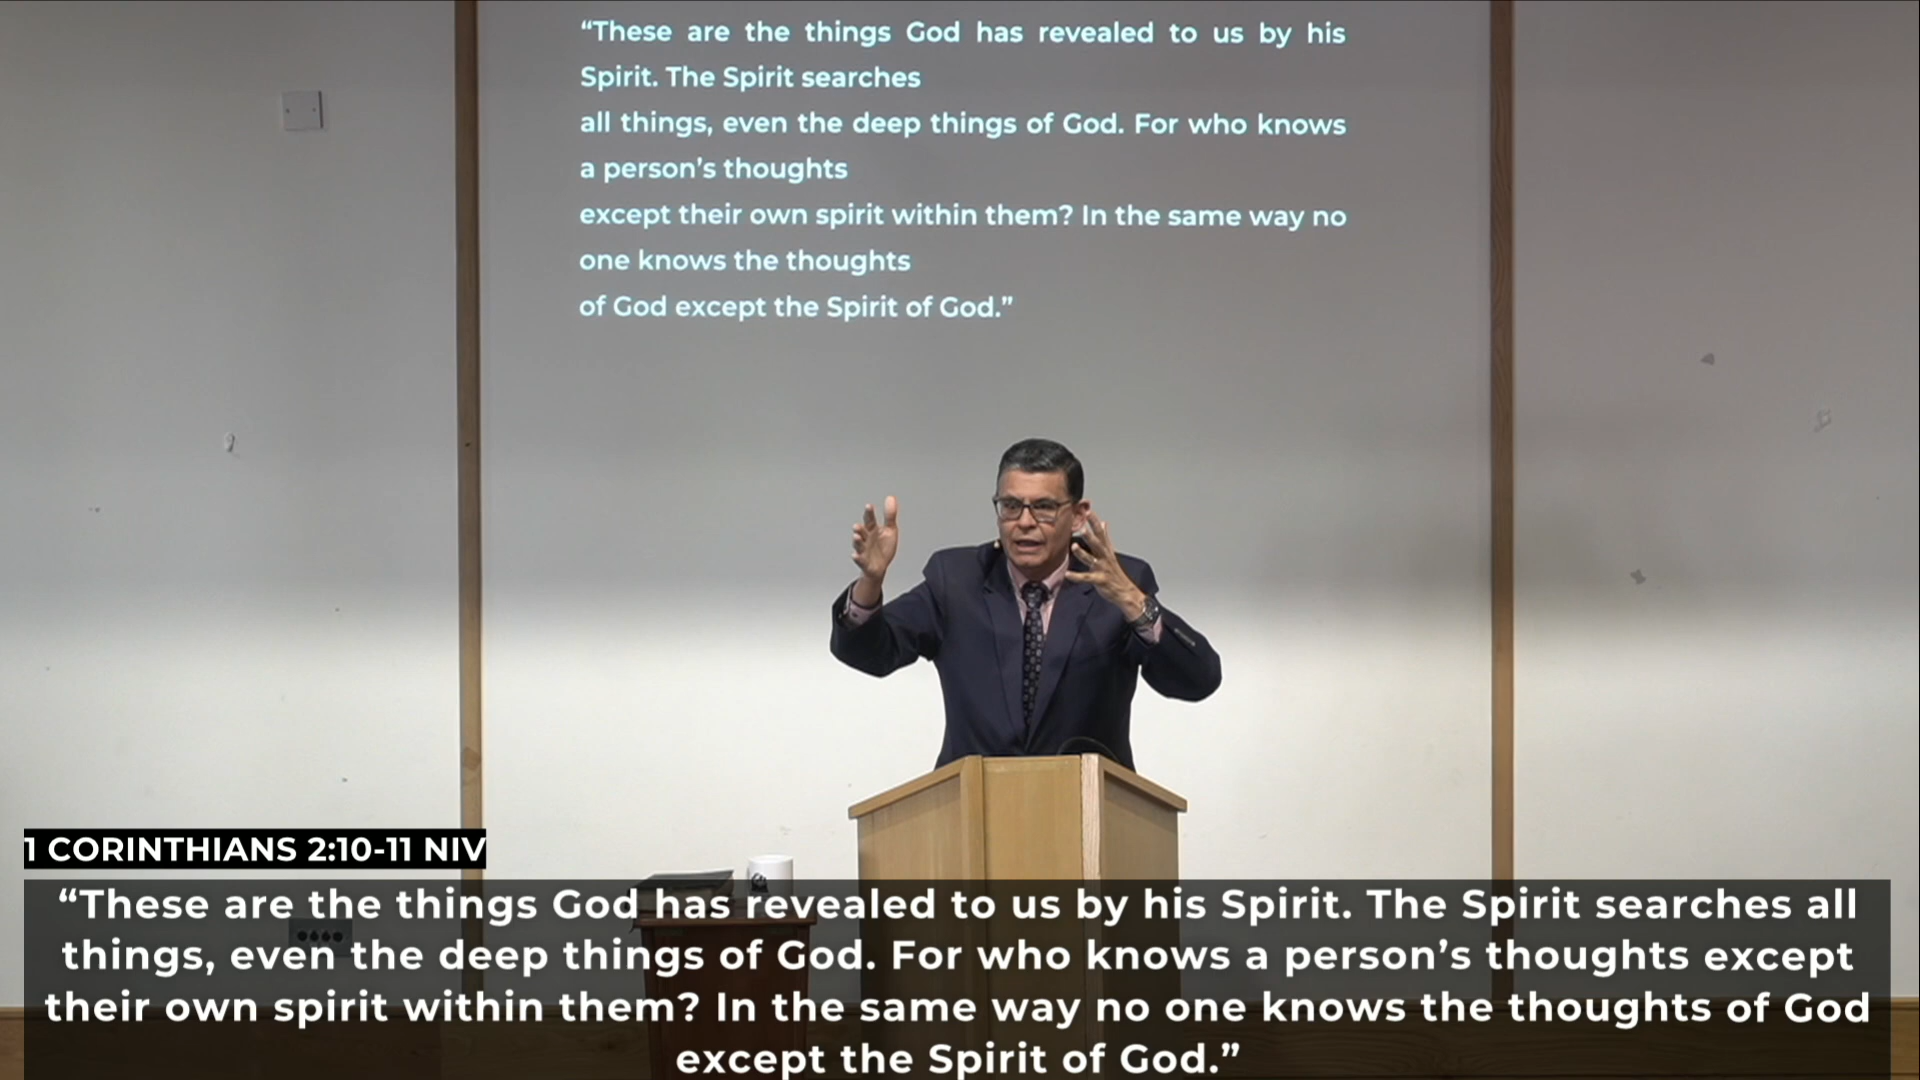 “These are the things God has revealed to us by his
Spirit. The Spirit searches
all things, even the deep things of God. For who knows
a person’s thoughts
except their own spirit within them? In the same way no
one knows the thoughts
of God except the Spirit of God.”
1 CORINTHIANS 2:10-11 NIV
“These are the things God has revealed to us by his Spirit. The Spirit searches all
things, even the deep things of God. For who knows a person’s thoughts except
their own spirit within them? In the same way no one knows the thoughts of God
except the Spirit of God.”